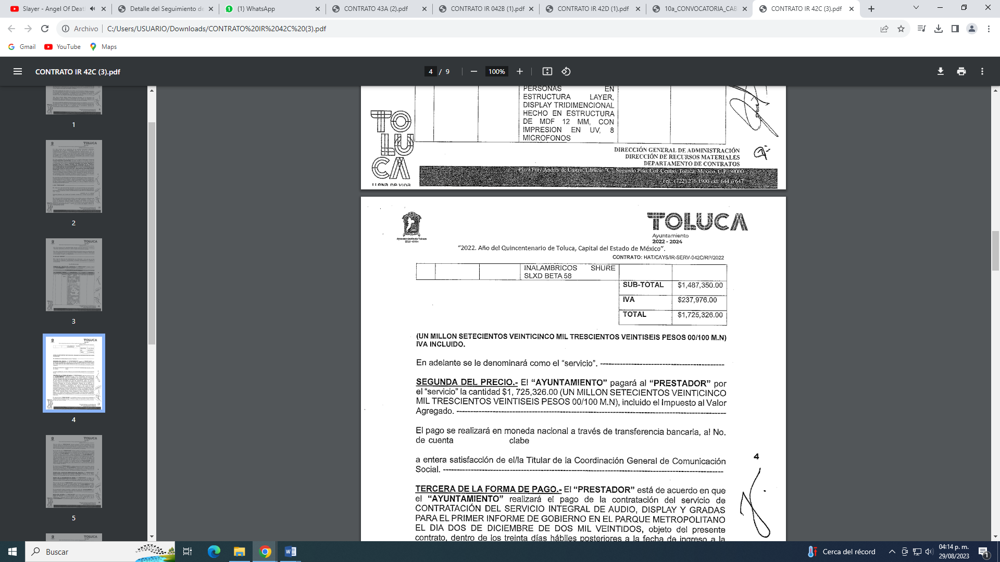 Slayer - Angel Of Deat
Detalle del Seguimiento de
(1) WhatsApp
CONTRATO 43A (2).pdf
CONTRATO IR 042B (1).pdf
CONTRATO IR 42D (1).pdf
10a_CONVOCATORIA_CAB
CONTRATO IR 42C (3).pdf
Archivo
C:/Users/USUARIO/Downloads/CONTRATO%20IR%2042C%20(3).pdf
Gmail
YouTube
Maps
CONTRATO IR 42C (3).pdf
4 / 9
100%
1
2
3
4
5
PERSONAS EN
ESTRUCTURA LAYER,
DISPLAY TRIDIMENCIONAL
HECHO EN ESTRUCTURA
DE MDF 12 MM, CON
IMPRESION EN UV, 8
MICROFONOS
TO
LU
CA
LLENA DE VIDA
DIRECCIÓN GENERAL DE ADMINISTRACIÓN
DIRECCIÓN DE RECURSOS MATERIALES
DEPARTAMENTO DE CONTRATOS
Plaza Fray Andrés de Castro, Edificio "C", Segundo Piso, Col. Centro, Toluca, México. C.P. 50000
Tel.: (722) 276 1900 ext. 644 o 647
Ayuntamiento de Toluca
2022 -2024
TOLUCA
Ayuntamiento
2022 - 2024
“2022. Año del Quincentenario de Toluca, Capital del Estado de México”.
CONTRATO: HAT/CAYS/IR-SERV-042C/RP/2022
INALAMBRICOS SHURE
SLXD BETA 58
SUB-TOTAL $1,487,350.00
IVA $237,976.00
TOTAL $1,725,326.00
(UN MILLON SETECIENTOS VEINTICINCO MIL TRESCIENTOS VEINTISEIS PESOS 00/100 M.N)
IVA INCLUIDO.
En adelante se le denominará como el “servicio”. ----------
SEGUNDA DEL PRECIO.- El “AYUNTAMIENTO” pagará al “PRESTADOR” por
el “servicio” la cantidad $1, 725,326.00 (UN MILLON SETECIENTOS VEINTICINCO
MIL TRESCIENTOS VEINTISEIS PESOS 00/100 M.N), incluido el Impuesto al Valor
Agregado. ----------
El pago se realizará en moneda nacional a través de transferencia bancaria, al No.
de cuenta clabe
a entera satisfacción de el/la Titular de la Coordinación General de Comunicación
Social. ----------
4
TERCERA DE LA FORMA DE PAGO.- El “PRESTADOR” está de acuerdo en que
el “AYUNTAMIENTO” realizará el pago de la contratación del servicio de
CONTRATACIÓN DEL SERVICIO INTEGRAL DE AUDIO, DISPLAY Y GRADAS
PARA EL PRIMER INFORME DE GOBIERNO EN EL PARQUE METROPOLITANO
EL DIA DOS DE DICIEMBRE DE DOS MIL VEINTIDOS, objeto del presente
contrato, dentro de los treinta días hábiles posteriores a la fecha de ingreso a la
Buscar
Cerca del récord
04:14 p. m.
29/08/2023
1